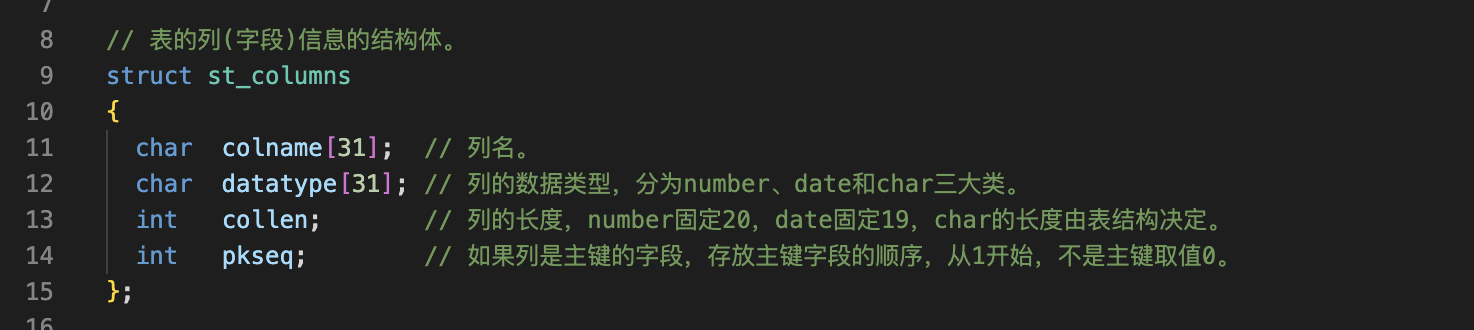 7
8 // 表的列(字段)信息的结构体。
9 struct st_columns
10 {
11 char colname[31]; // 列名。
12 char datatype[31]; // 列的数据类型，分为number、date和char三大类。
13 int collen; // 列的长度，number固定20，date固定19，char的长度由表结构决定。
14 int pkseq; // 如果列是主键的字段，存放主键字段的顺序，从1开始，不是主键取值0。
15 };
16